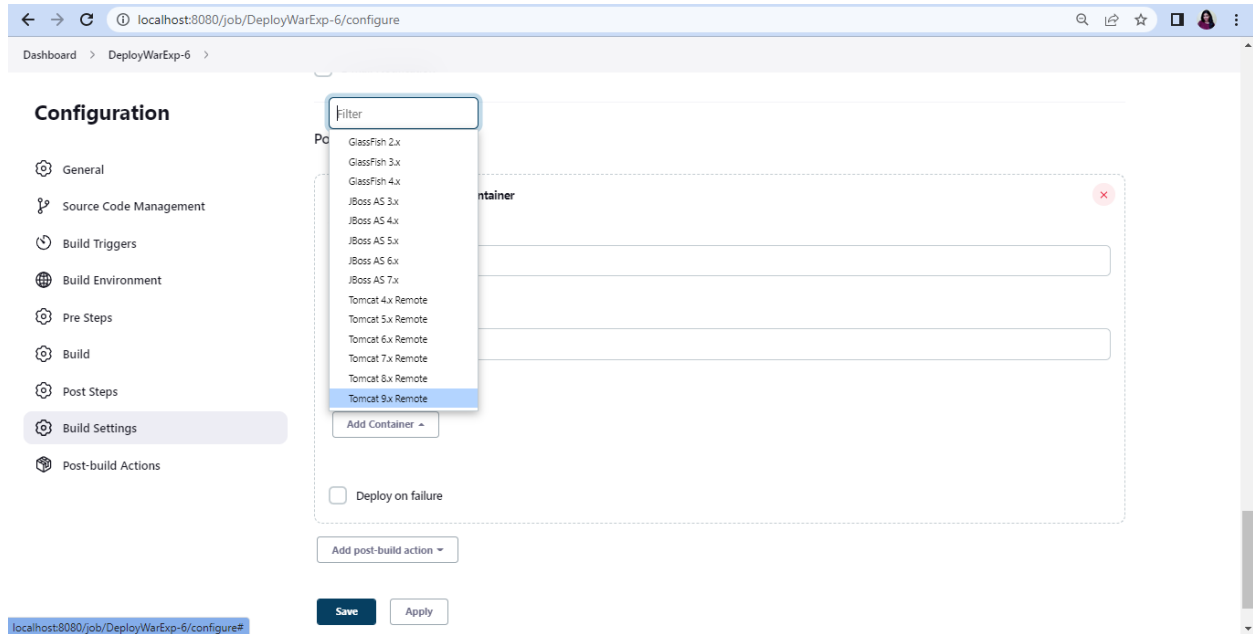 localhost:8080/job/DeployWarExp-6/configure
Dashboard > DeployWarExp-6 >
Configuration
General
Source Code Management
Build Triggers
Build Environment
Pre Steps
Build
Post Steps
Build Settings
Post-build Actions
Filter
Po
GlassFish 2.x
GlassFish 3.x
GlassFish 4.x
JBoss AS 3.x
JBoss AS 4.x
JBoss AS 5.x
JBoss AS 6.x
JBoss AS 7.x
Tomcat 4.x Remote
Tomcat 5.x Remote
Tomcat 6.x Remote
Tomcat 7.x Remote
Tomcat 8.x Remote
Tomcat 9.x Remote
ntainer
Add Container
Deploy on failure
Add post-build action
Save Apply
localhost:8080/job/DeployWarExp-6/configure#